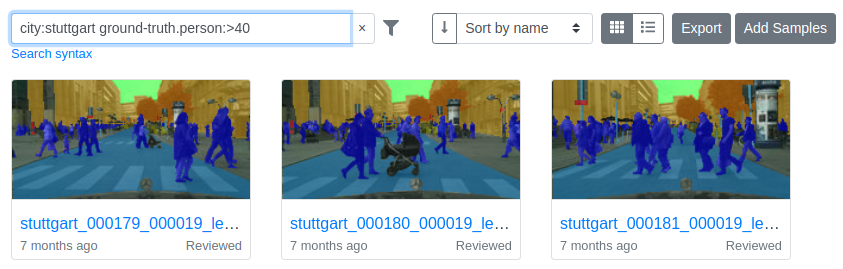 city:stuttgart ground-truth.person:>40 × Sort by name Export Add Samples
Search syntax
stuttgart_000179_000019_le... stuttgart_000180_000019_le... stuttgart_000181_000019_le...
7 months ago Reviewed 7 months ago Reviewed 7 months ago Reviewed